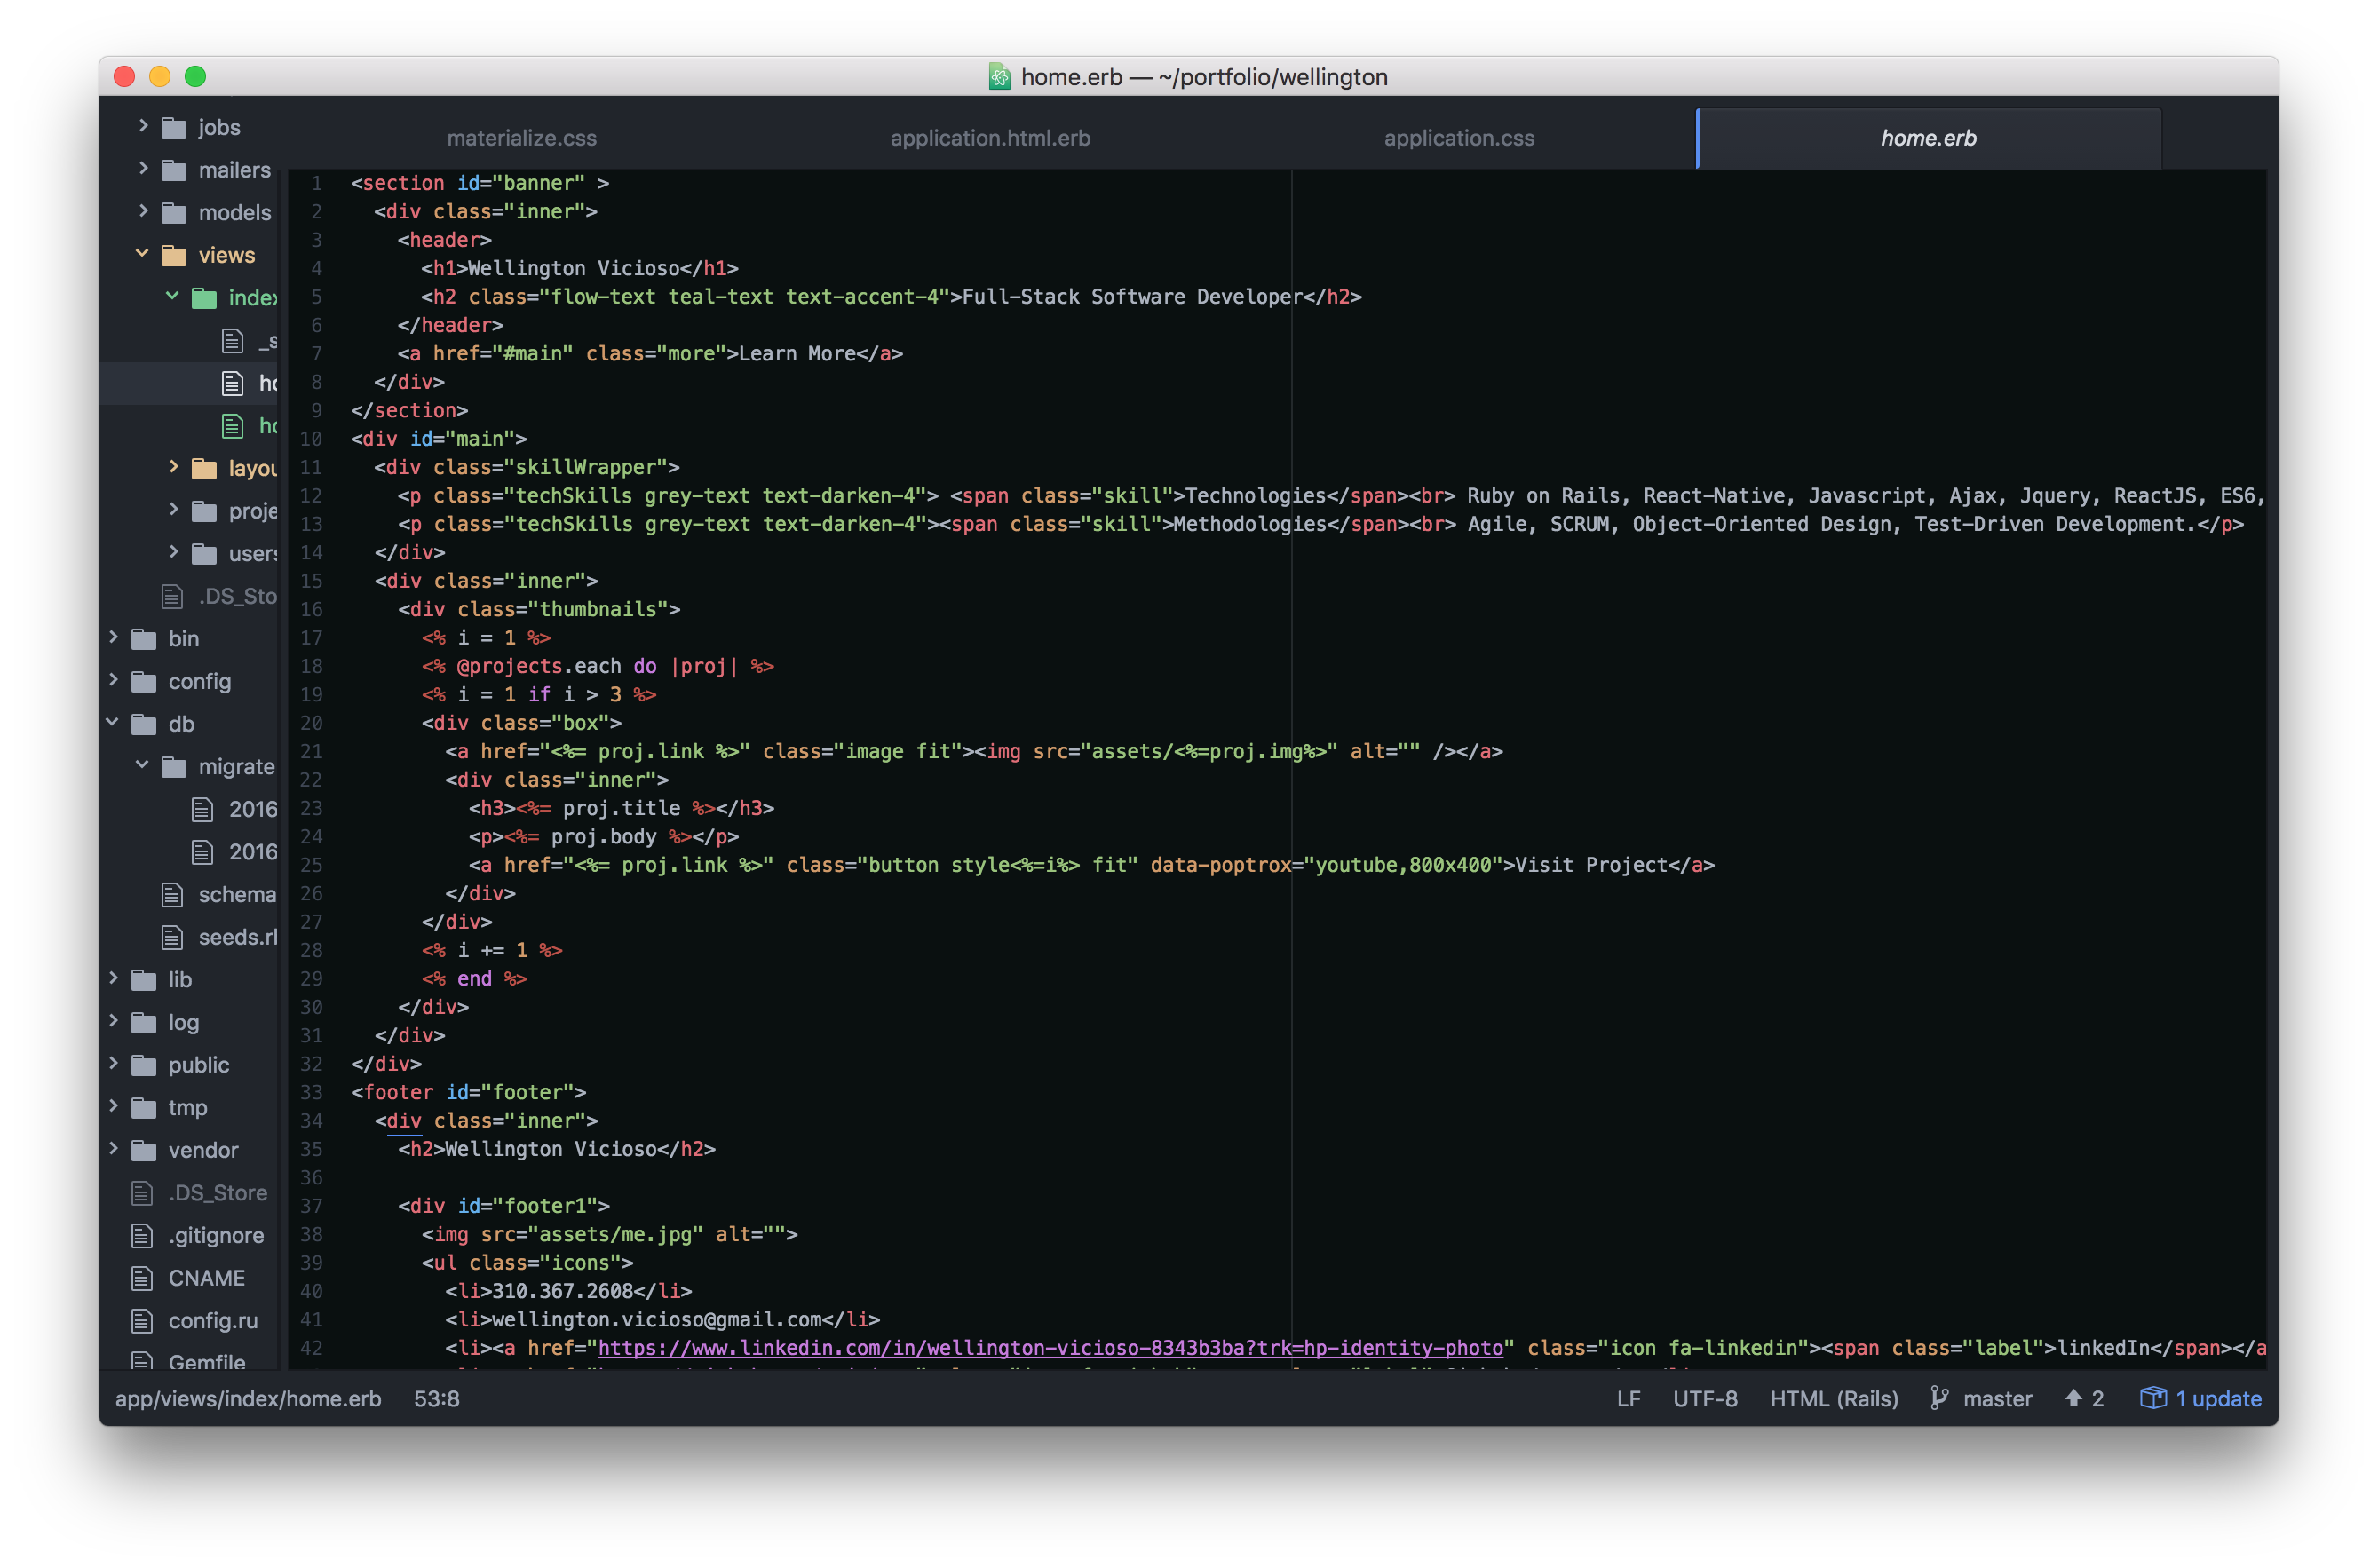 home.erb — ~/portfolio/wellington
jobs
mailers
models
views
index
_s
ho
ho
layou
proje
users
.DS_Sto
bin
config
db
migrate
2016
2016
schema
seeds.rl
lib
log
public
tmp
vendor
.DS_Store
.gitignore
CNAME
config.ru
Gemfile
materialize.css application.html.erb application.css home.erb
1 <section id="banner" >
2 <div class="inner">
3 <header>
4 <h1>Wellington Vicioso</h1>
5 <h2 class="flow-text teal-text text-accent-4">Full-Stack Software Developer</h2>
6 </header>
7 <a href="#main" class="more">Learn More</a>
8 </div>
9 </section>
10 <div id="main">
11 <div class="skillWrapper">
12 <p class="techSkills grey-text text-darken-4"> <span class="skill">Technologies</span><br> Ruby on Rails, React-Native, Javascript, Ajax, Jquery, ReactJS, ES6,
13 <p class="techSkills grey-text text-darken-4"><span class="skill">Methodologies</span><br> Agile, SCRUM, Object-Oriented Design, Test-Driven Development.</p>
14 </div>
15 <div class="inner">
16 <div class="thumbnails">
17 <% i = 1 %>
18 <% @projects.each do |proj| %>
19 <% i = 1 if i > 3 %>
20 <div class="box">
21 <a href="<%= proj.link %>" class="image fit"><img src="assets/<%=proj.img%>" alt="" /></a>
22 <div class="inner">
23 <h3><%= proj.title %></h3>
24 <p><%= proj.body %></p>
25 <a href="<%= proj.link %>" class="button style<%=i%> fit" data-poptrox="youtube,800x400">Visit Project</a>
26 </div>
27 </div>
28 <% i += 1 %>
29 <% end %>
30 </div>
31 </div>
32 </div>
33 <footer id="footer">
34 <div class="inner">
35 <h2>Wellington Vicioso</h2>
36
37 <div id="footer1">
38 <img src="assets/me.jpg" alt="">
39 <ul class="icons">
40 <li>310.367.2608</li>
41 <li>wellington.vicioso@gmail.com</li>
42 <li><a href="https://www.linkedin.com/in/wellington-vicioso-8343b3ba?trk=hp-identity-photo" class="icon fa-linkedin"><span class="label">linkedIn</span></a
app/views/index/home.erb 53:8 LF UTF-8 HTML (Rails) master 2 1 update